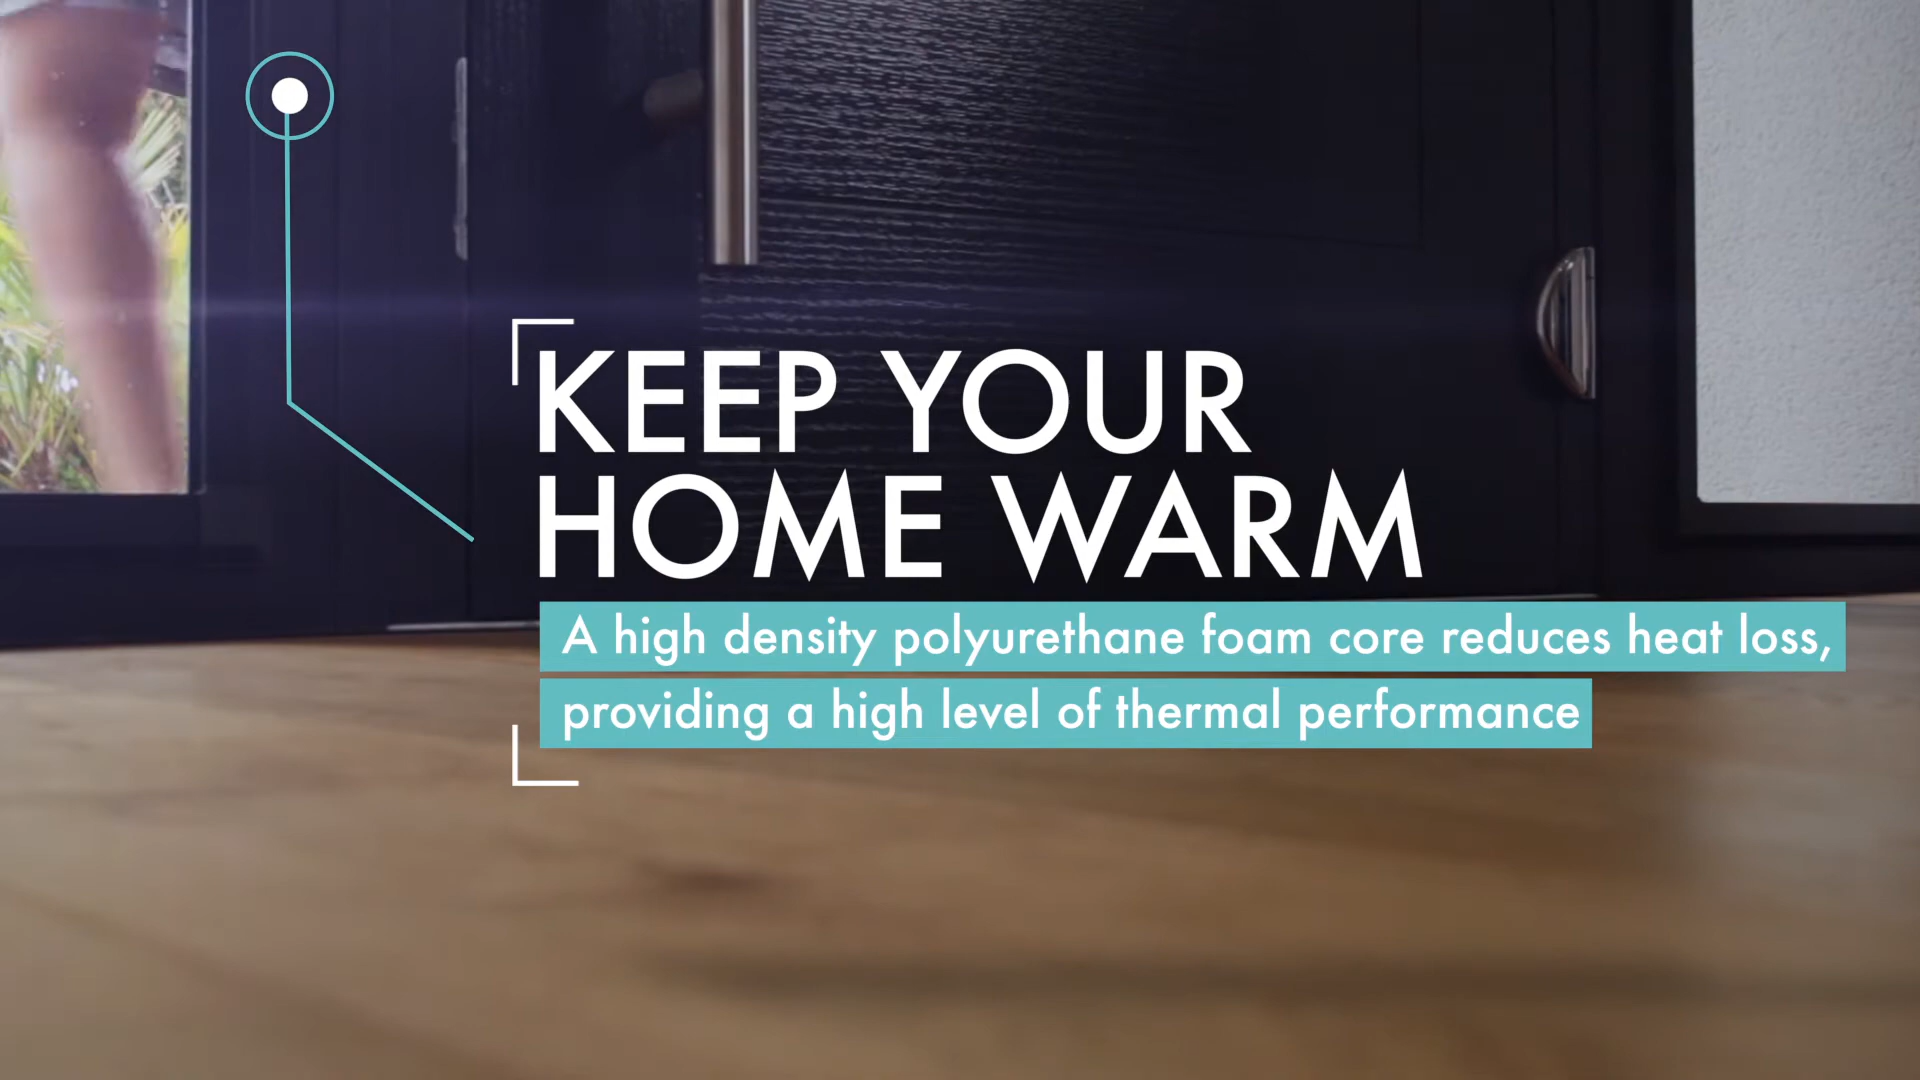 KEEP YOUR
HOME WARM
A high density polyurethane foam core reduces heat loss,
providing a high level of thermal performance